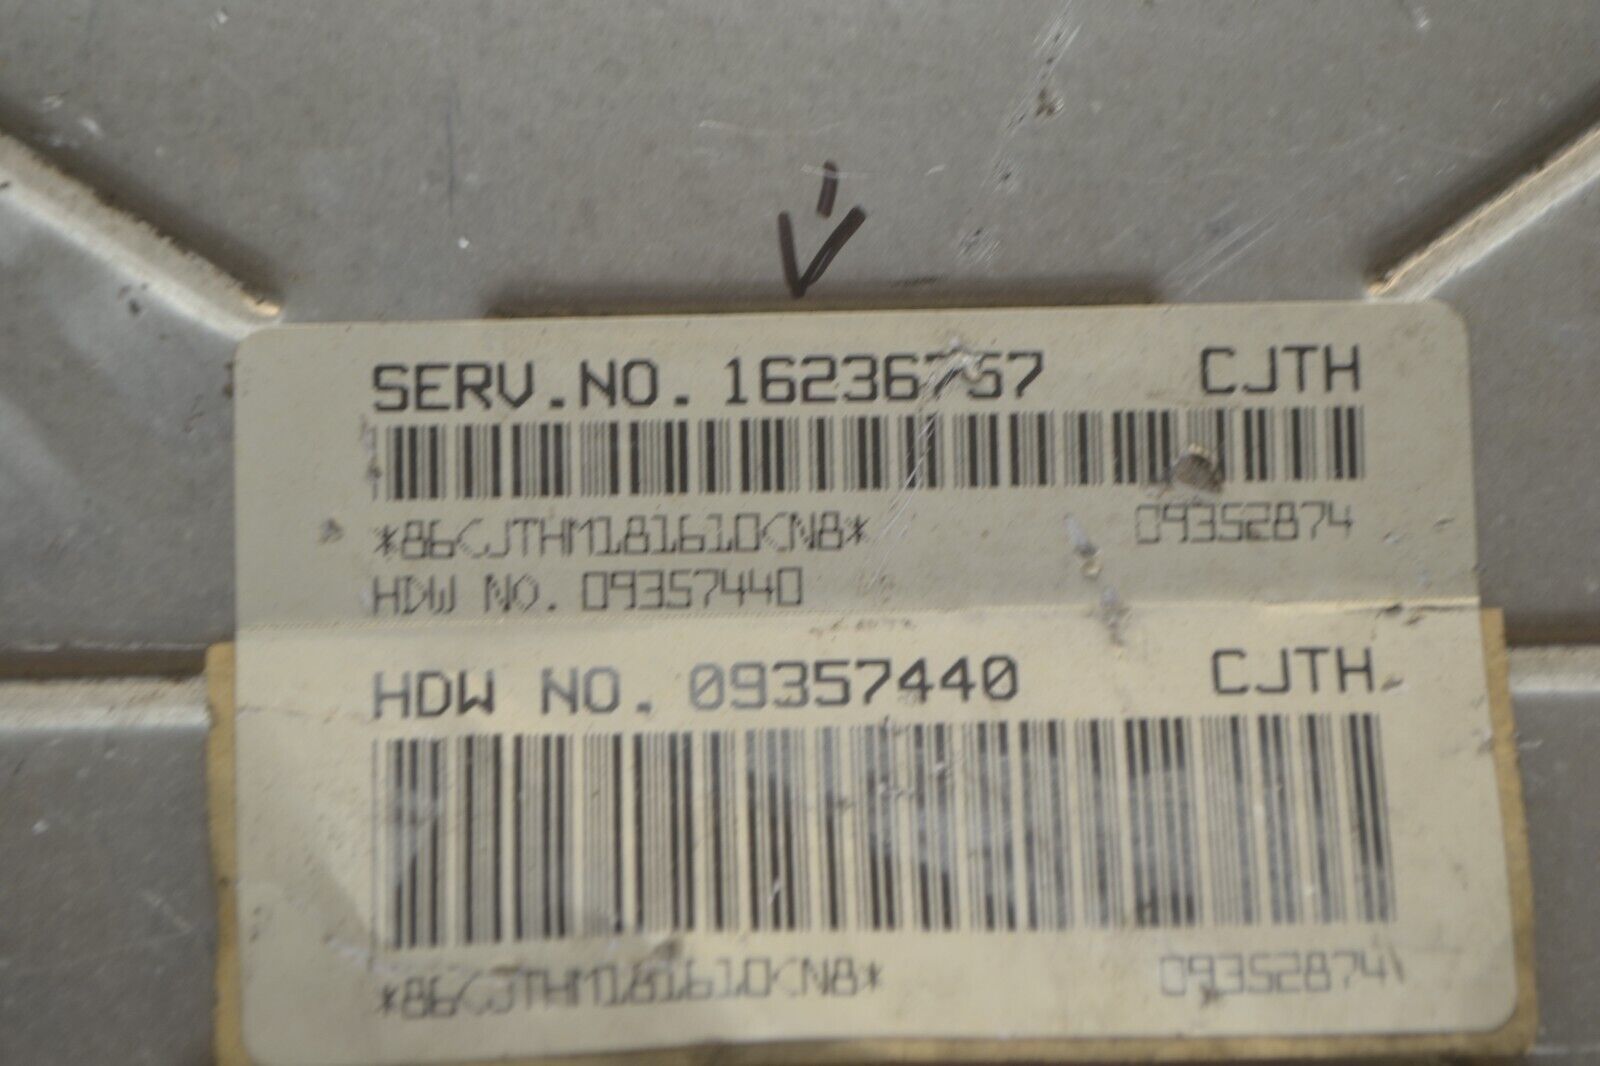 SERV.NO. 16236757 CJTH
*86CJTHM181610KN8* 09352874
HDW NO. 09357440
HDW NO. 09357440 CJTH
*86CJTHM181610KN8* 09352874